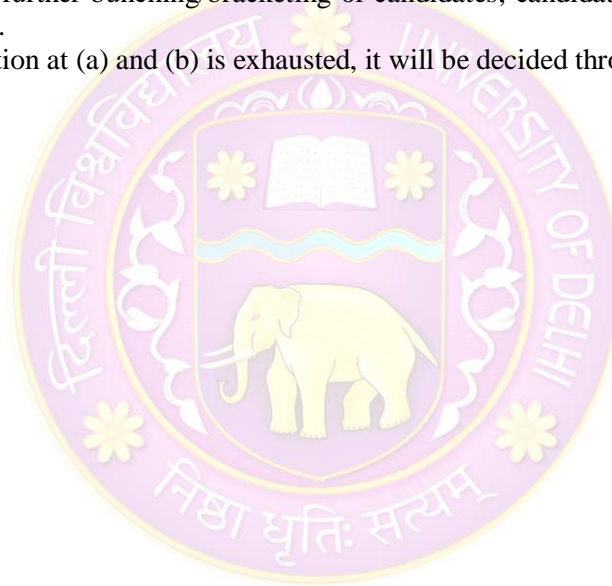 further bunching/bracketing of candidates, candida
.
tion at (a) and (b) is exhausted, it will be decided thro
दिल्ली विश्वविद्यालय
UNIVERSITY OF DELHI
निष्ठा धृतिः सत्यम्